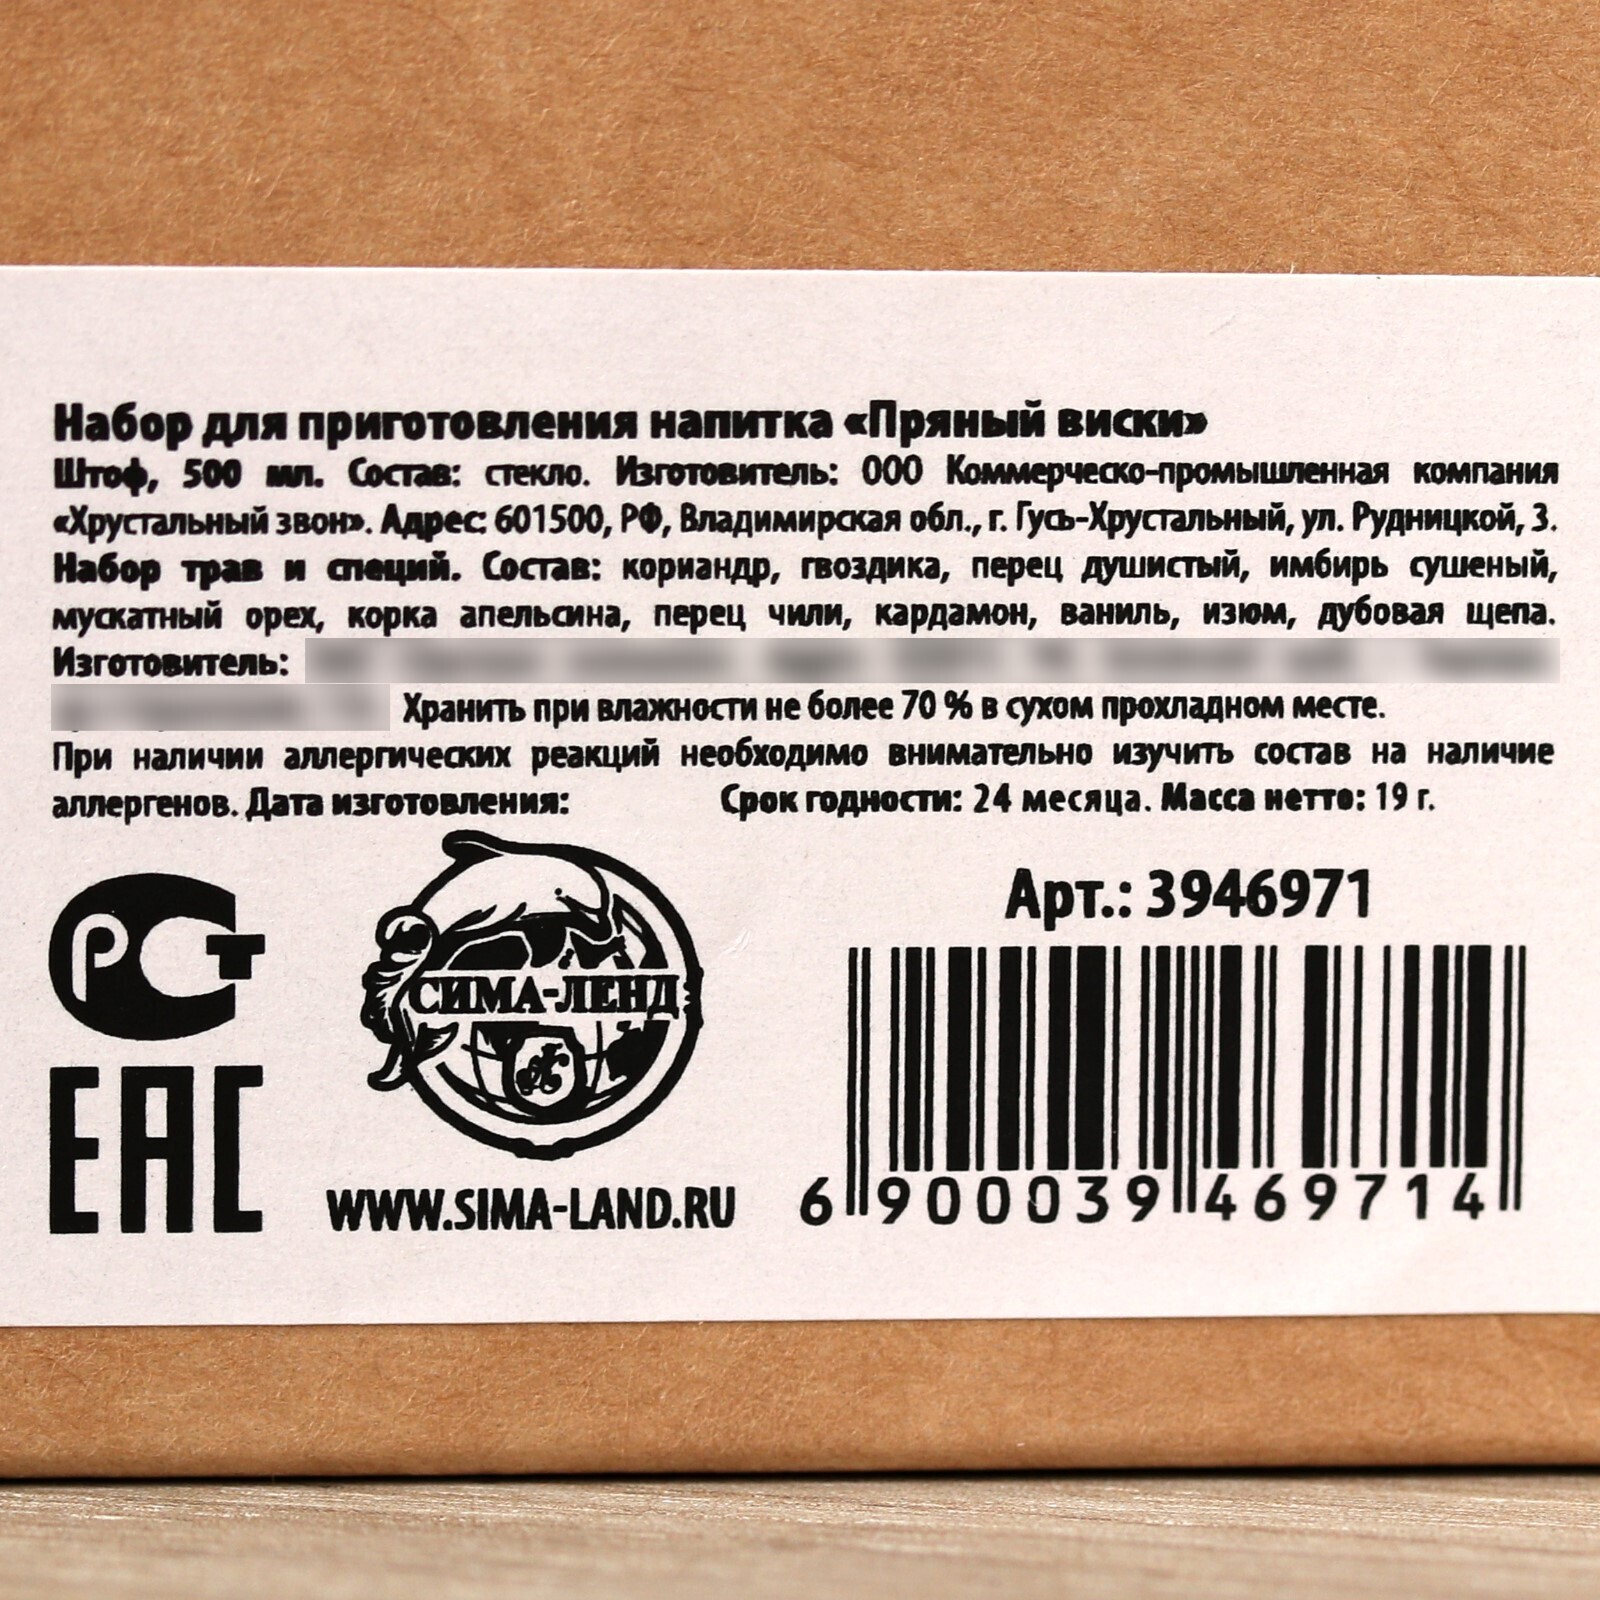 Набор для приготовления напитка «Пряный виски»
Штоф, 500 мл. Состав: стекло. Изготовитель: ООО Коммерческо-промышленная компания
«Хрустальный звон». Адрес: 601500, РФ, Владимирская обл., г. Гусь-Хрустальный, ул. Рудницкой, 3.
Набор трав и специй. Состав: кориандр, гвоздика, перец душистый, имбирь сушеный,
мускатный орех, корка апельсина, перец чили, кардамон, ваниль, изюм, дубовая щепа.
Изготовитель:
Хранить при влажности не более 70 % в сухом прохладном месте.
При наличии аллергических реакций необходимо внимательно изучить состав на наличие
аллергенов. Дата изготовления: Срок годности: 24 месяца. Масса нетто: 19 г.
РСТ
ЕАС
СИМА-ЛЕНД
WWW.SIMA-LAND.RU
Арт.: 3946971
6 900039 469714